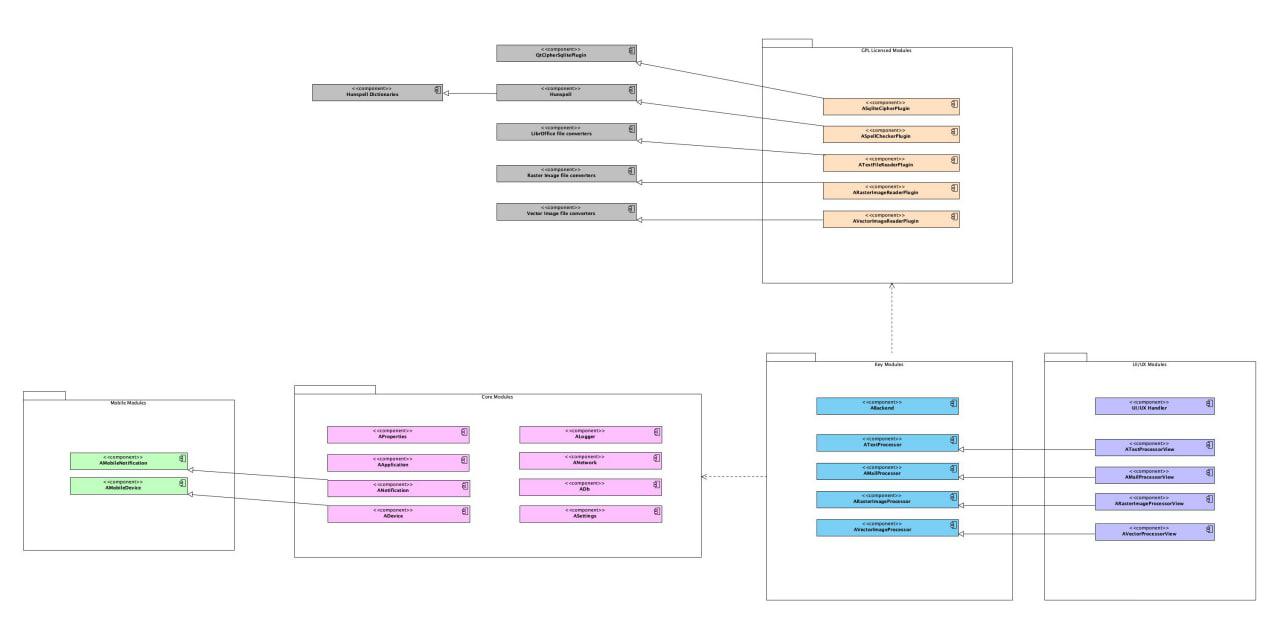 GPL Licensed Modules
<<component>>
QtCipherSqlitePlugin
<<component>>
Hunspell Dictionaries
<<component>>
Hunspell
<<component>>
LibrOffice file converters
<<component>>
Raster Image file converters
<<component>>
Vector Image file converters
<<component>>
ASqliteCipherPlugin
<<component>>
ASpellCheckerPlugin
<<component>>
ATextFileReaderPlugin
<<component>>
ARasterImageReaderPlugin
<<component>>
AVectorImageReaderPlugin
Mobile Modules
<<component>>
AMobileNotification
<<component>>
AMobileDevice
Core Modules
<<component>>
AProperties
<<component>>
AApplication
<<component>>
ANotification
<<component>>
ADevice
<<component>>
ALogger
<<component>>
ANetwork
<<component>>
ADb
<<component>>
ASettings
Key Modules
<<component>>
ABackend
<<component>>
ATextProcessor
<<component>>
AMailProcessor
<<component>>
ARasterImageProcessor
<<component>>
AVectorImageProcessor
UI/UX Modules
<<component>>
UI/UX Handler
<<component>>
ATextProcessorView
<<component>>
AMailProcessorView
<<component>>
ARasterImageProcessorView
<<component>>
AVectorProcessorView